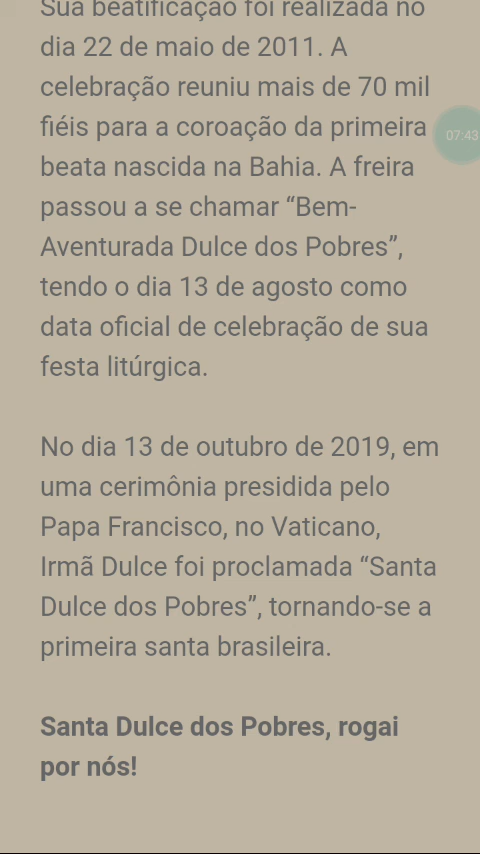 Sua beatificação foi realizada no
dia 22 de maio de 2011. A
celebração reuniu mais de 70 mil
fiéis para a coroação da primeira
07:43
beata nascida na Bahia. A freira
passou a se chamar “Bem-
Aventurada Dulce dos Pobres”,
tendo o dia 13 de agosto como
data oficial de celebração de sua
festa litúrgica.
No dia 13 de outubro de 2019, em
uma cerimônia presidida pelo
Papa Francisco, no Vaticano,
Irmã Dulce foi proclamada “Santa
Dulce dos Pobres”, tornando-se a
primeira santa brasileira.
Santa Dulce dos Pobres, rogai
por nós!